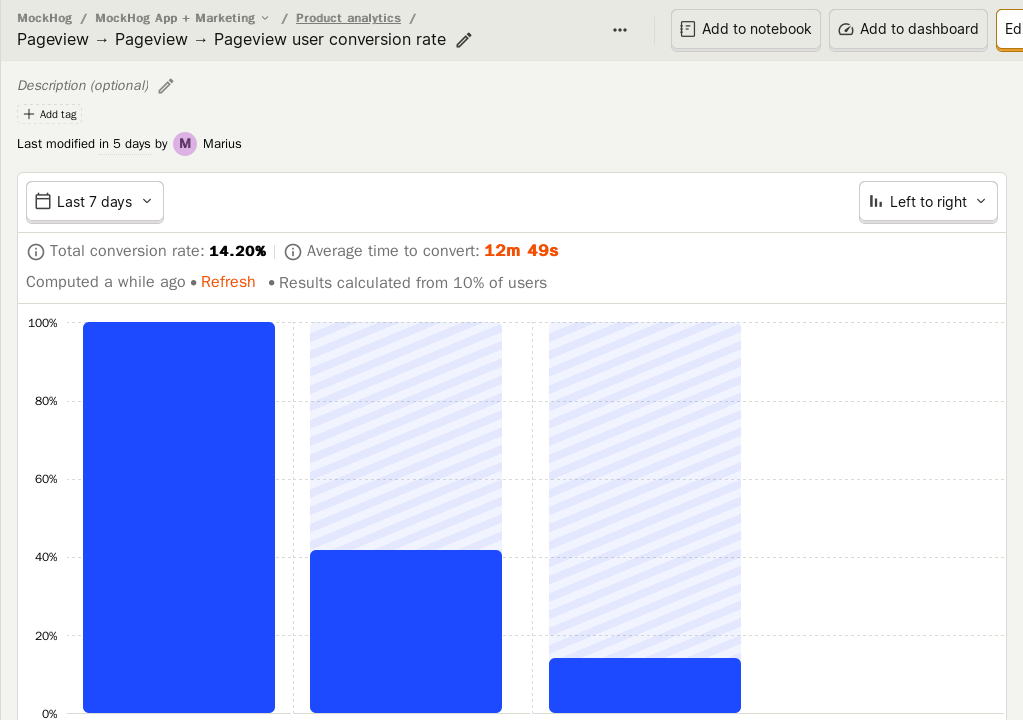 MockHog / MockHog App + Marketing / Product analytics /
Pageview → Pageview → Pageview user conversion rate
Add to notebook
Add to dashboard
Ed
Description (optional)
Add tag
Last modified in 5 days by M Marius
Last 7 days
Left to right
Total conversion rate: 14.20%
Average time to convert: 12m 49s
Computed a while ago • Refresh • Results calculated from 10% of users
100%
80%
60%
40%
20%
0%